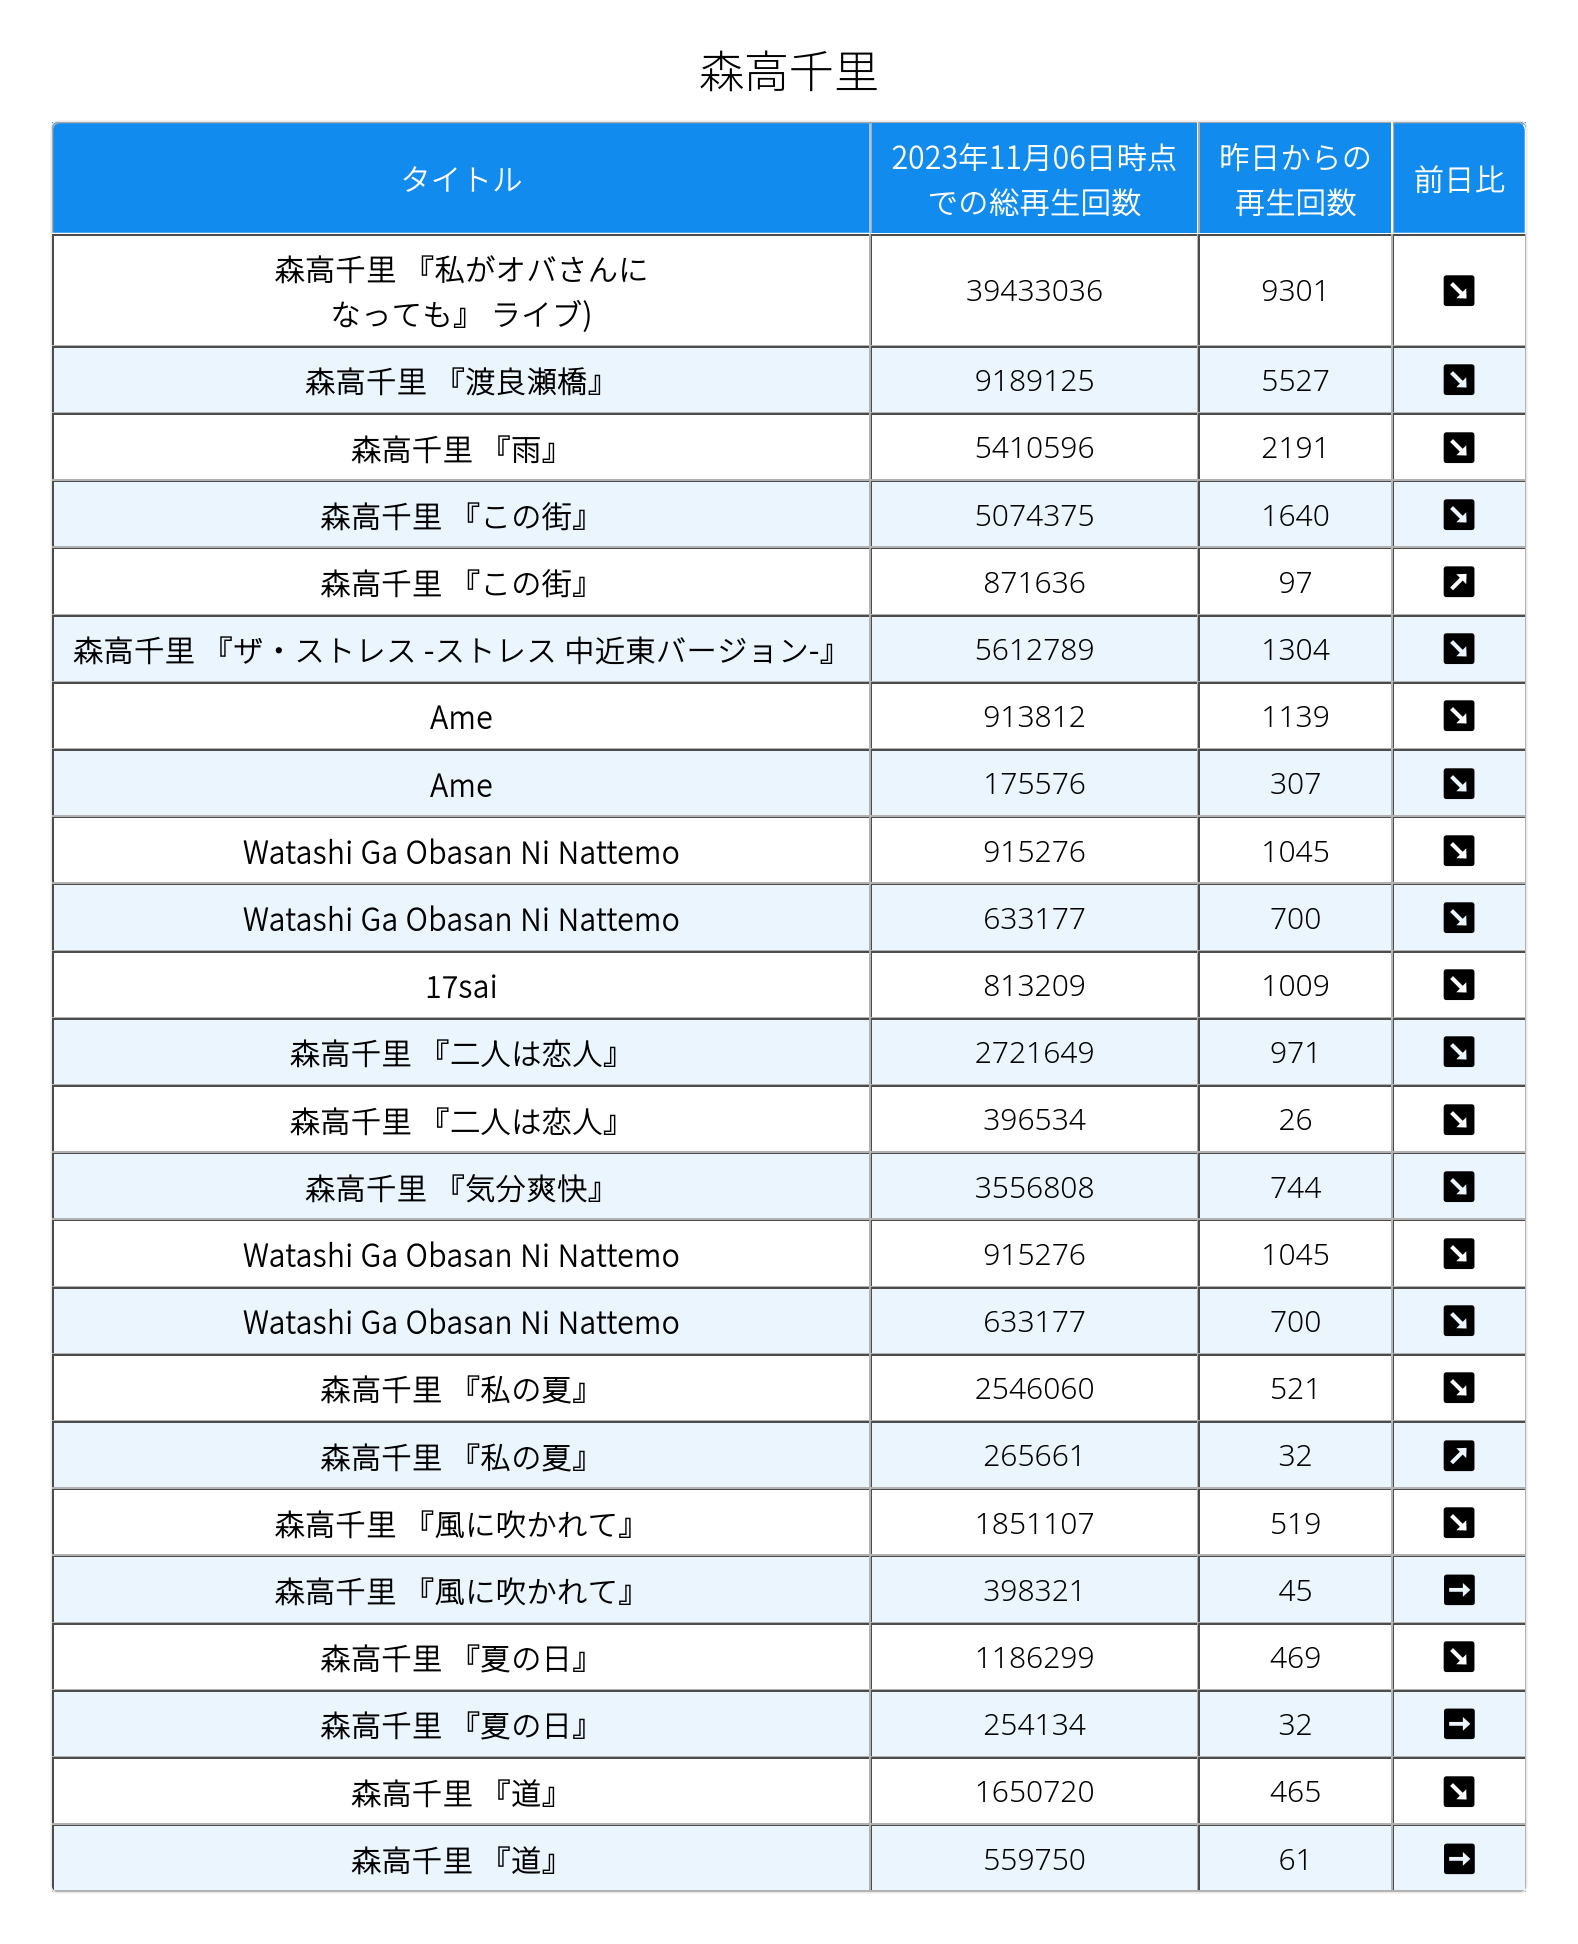 森高千里
タイトル
2023年11月06日時点
での総再生回数
昨日からの
再生回数
前日比
森高千里 『私がオバさんに
なっても』 ライブ)
39433036 9301 ↘
森高千里 『渡良瀬橋』 9189125 5527 ↘
森高千里 『雨』 5410596 2191 ↘
森高千里 『この街』 5074375 1640 ↘
森高千里 『この街』 871636 97 ↗
森高千里 『ザ・ストレス -ストレス 中近東バージョン-』 5612789 1304 ↘
Ame 913812 1139 ↘
Ame 175576 307 ↘
Watashi Ga Obasan Ni Nattemo 915276 1045 ↘
Watashi Ga Obasan Ni Nattemo 633177 700 ↘
17sai 813209 1009 ↘
森高千里 『二人は恋人』 2721649 971 ↘
森高千里 『二人は恋人』 396534 26 ↘
森高千里 『気分爽快』 3556808 744 ↘
Watashi Ga Obasan Ni Nattemo 915276 1045 ↘
Watashi Ga Obasan Ni Nattemo 633177 700 ↘
森高千里 『私の夏』 2546060 521 ↘
森高千里 『私の夏』 265661 32 ↗
森高千里 『風に吹かれて』 1851107 519 ↘
森高千里 『風に吹かれて』 398321 45 →
森高千里 『夏の日』 1186299 469 ↘
森高千里 『夏の日』 254134 32 →
森高千里 『道』 1650720 465 ↘
森高千里 『道』 559750 61 →